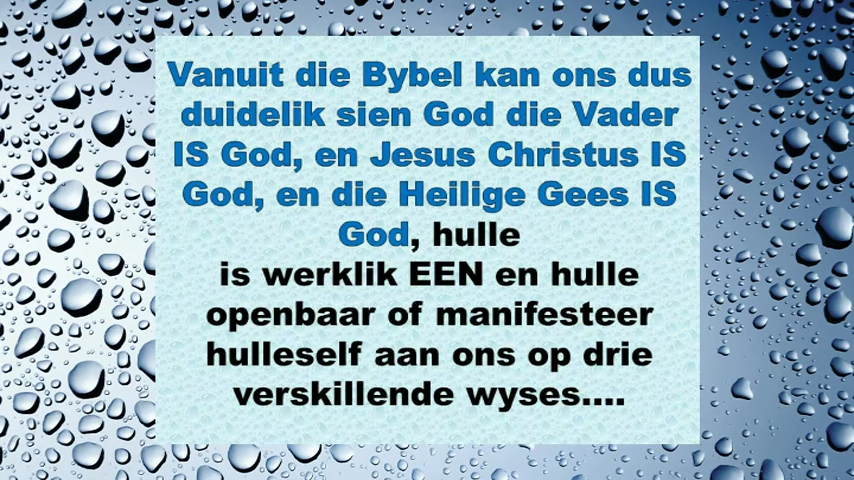 Vanuit die Bybel kan ons dus
duidelik sien God die Vader
IS God, en Jesus Christus IS
God, en die Heilige Gees IS
God, hulle
is werklik EEN en hulle
openbaar of manifesteer
hulleself aan ons op drie
verskillende wyses....